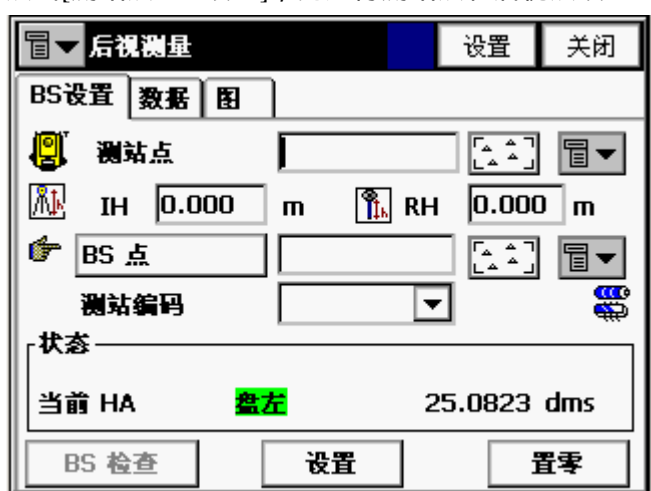 后视测量 设置 关闭
BS设置 数据 图
测站点
IH 0.000 m RH 0.000 m
BS 点
测站编码
状态
当前 HA 盘左 25.0823 dms
BS 检查 设置 置零